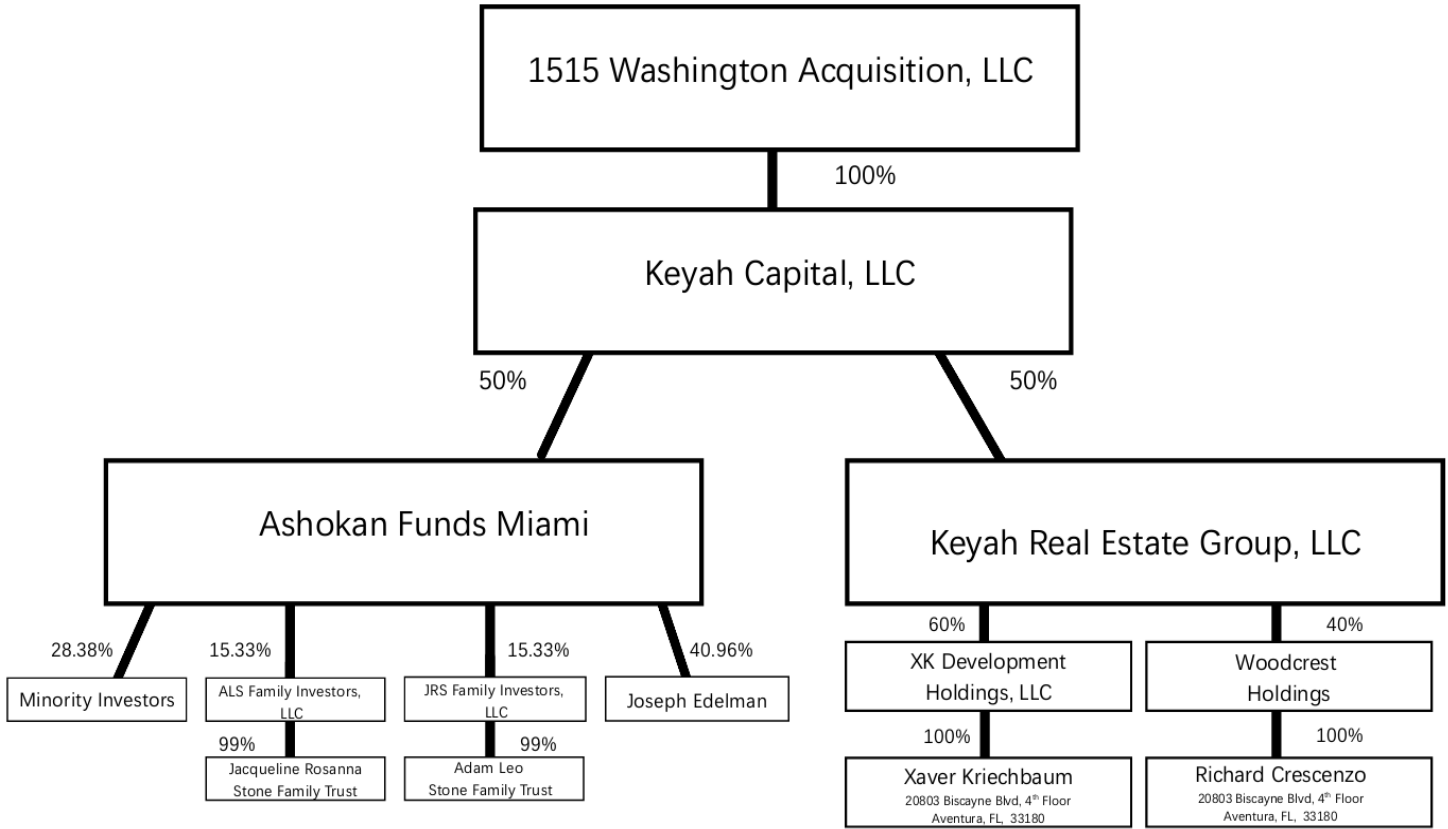 1515 Washington Acquisition, LLC
100%
Keyah Capital, LLC
50%
50%
Ashokan Funds Miami
Keyah Real Estate Group, LLC
28.38%
15.33%
15.33%
40.96%
60%
40%
Minority Investors
ALS Family Investors,
LLC
JRS Family Investors,
LLC
Joseph Edelman
XK Development
Holdings, LLC
Woodcrest
Holdings
99%
99%
100%
100%
Jacqueline Rosanna
Stone Family Trust
Adam Leo
Stone Family Trust
Xaver Kriechbaum
20803 Biscayne Blvd, 4th Floor
Aventura, FL, 33180
Richard Crescenzo
20803 Biscayne Blvd, 4th Floor
Aventura, FL, 33180